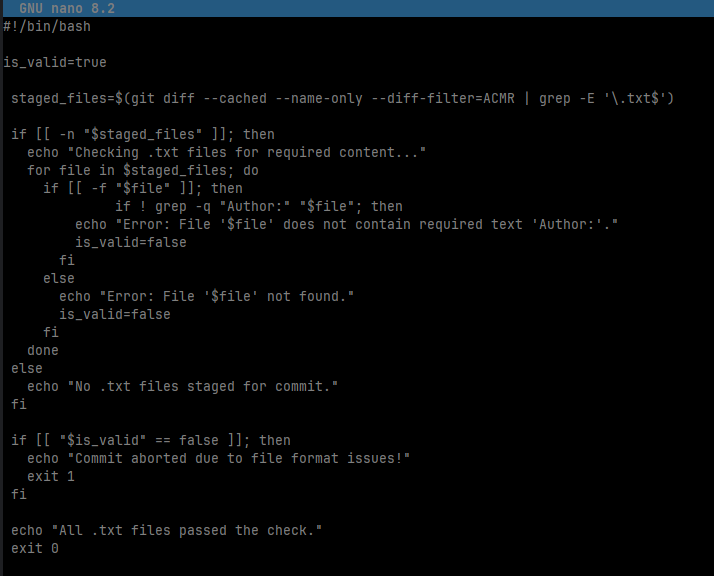 GNU nano 8.2
#!/bin/bash
is_valid=true
staged_files=$(git diff --cached --name-only --diff-filter=ACMR | grep -E '\.txt$')
if [[ -n "$staged_files" ]]; then
echo "Checking .txt files for required content..."
for file in $staged_files; do
if [[ -f "$file" ]]; then
if ! grep -q "Author:" "$file"; then
echo "Error: File '$file' does not contain required text 'Author:'."
is_valid=false
fi
else
echo "Error: File '$file' not found."
is_valid=false
fi
done
else
echo "No .txt files staged for commit."
fi
if [[ "$is_valid" == false ]]; then
echo "Commit aborted due to file format issues!"
exit 1
fi
echo "All .txt files passed the check."
exit 0